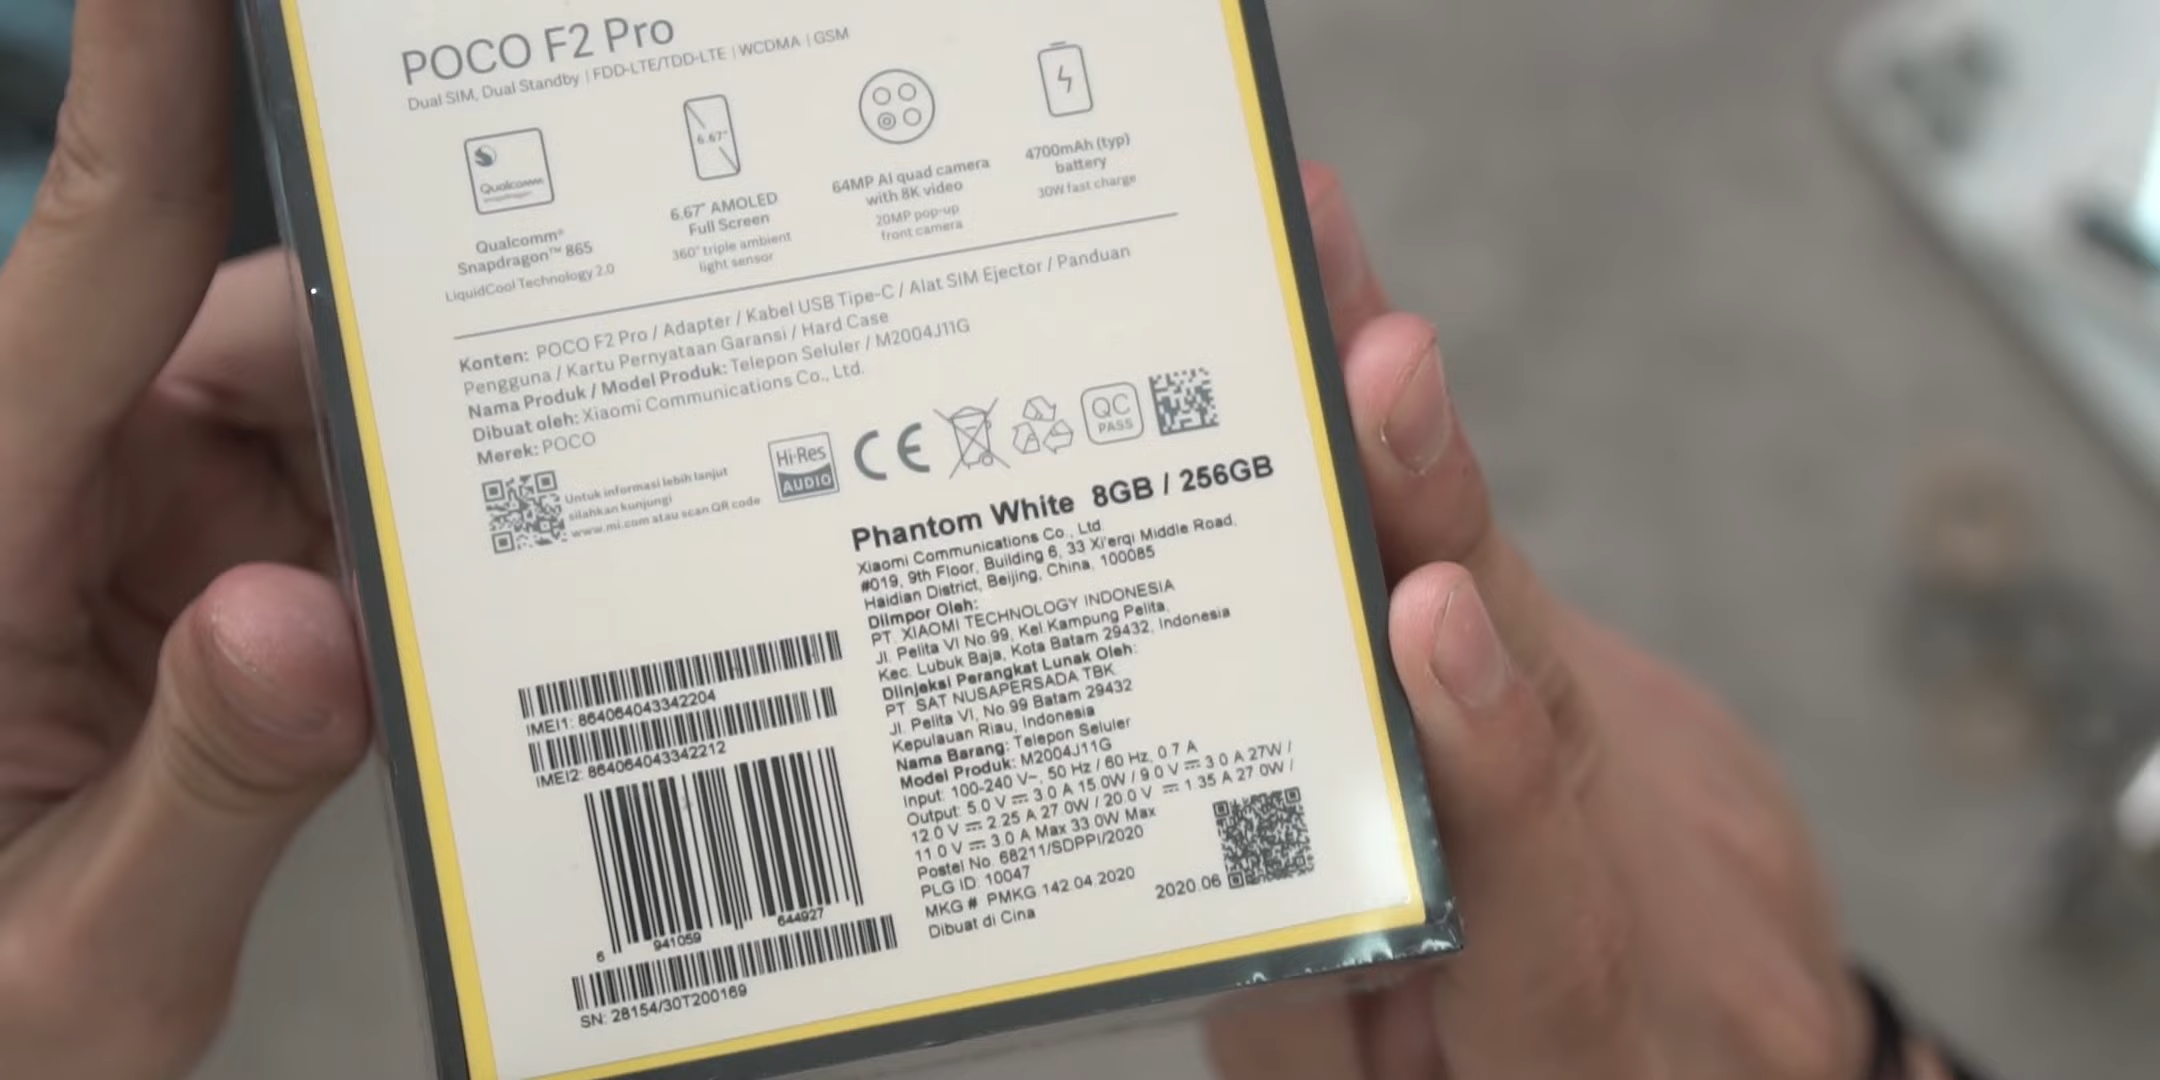 POCO F2 Pro
Dual SIM, Dual Standby | FDD-LTE/TDD-LTE | WCDMA | GSM
Qualcomm
snapdragon
6.67"
Qualcomm®
Snapdragon™ 865
LiquidCool Technology 2.0
6.67" AMOLED
Full Screen
360° triple ambient
light sensor
64MP AI quad camera
with 8K video
20MP pop-up
front camera
4700mAh (typ)
battery
30W fast charge
Konten: POCO F2 Pro / Adapter / Kabel USB Tipe-C / Alat SIM Ejector / Panduan
Pengguna / Kartu Pernyataan Garansi / Hard Case
Nama Produk / Model Produk: Telepon Seluler / M2004J11G
Dibuat oleh: Xiaomi Communications Co., Ltd.
Merek: POCO
Untuk informasi lebih lanjut
silahkan kunjungi
www.mi.com atau scan QR code
Hi-Res
AUDIO
CE
QC
PASS
Phantom White 8GB / 256GB
Xiaomi Communications Co., Ltd.
#019, 9th Floor, Building 6, 33 Xi'erqi Middle Road,
Haidian District, Beijing, China, 100085
Diimpor Oleh:
PT. XIAOMI TECHNOLOGY INDONESIA
Jl. Pelita VI No.99, Kel.Kampung Pelita,
Kec. Lubuk Baja, Kota Batam 29432, Indonesia
Diinjeksi Perangkat Lunak Oleh:
PT SAT NUSAPERSADA TBK
Jl. Pelita VI, No 99 Batam 29432
Kepulauan Riau, Indonesia
Nama Barang: Telepon Seluler
Model Produk: M2004J11G
Input: 100-240 V~, 50 Hz / 60 Hz, 0.7 A
Output: 5.0 V ⎓ 3.0 A 15.0W / 9.0 V ⎓ 3.0 A 27W /
12.0 V ⎓ 2.25 A 27.0W / 20.0 V ⎓ 1.35 A 27.0W /
11.0 V ⎓ 3.0 A Max 33.0W Max
Postel No. 68211/SDPPI/2020
PLG ID: 10047
MKG # PMKG 142.04.2020
Dibuat di Cina
2020.06
IMEI1: 864064043342204
IMEI2: 864064043342212
6 941059 644927
SN: 28154/30T200169